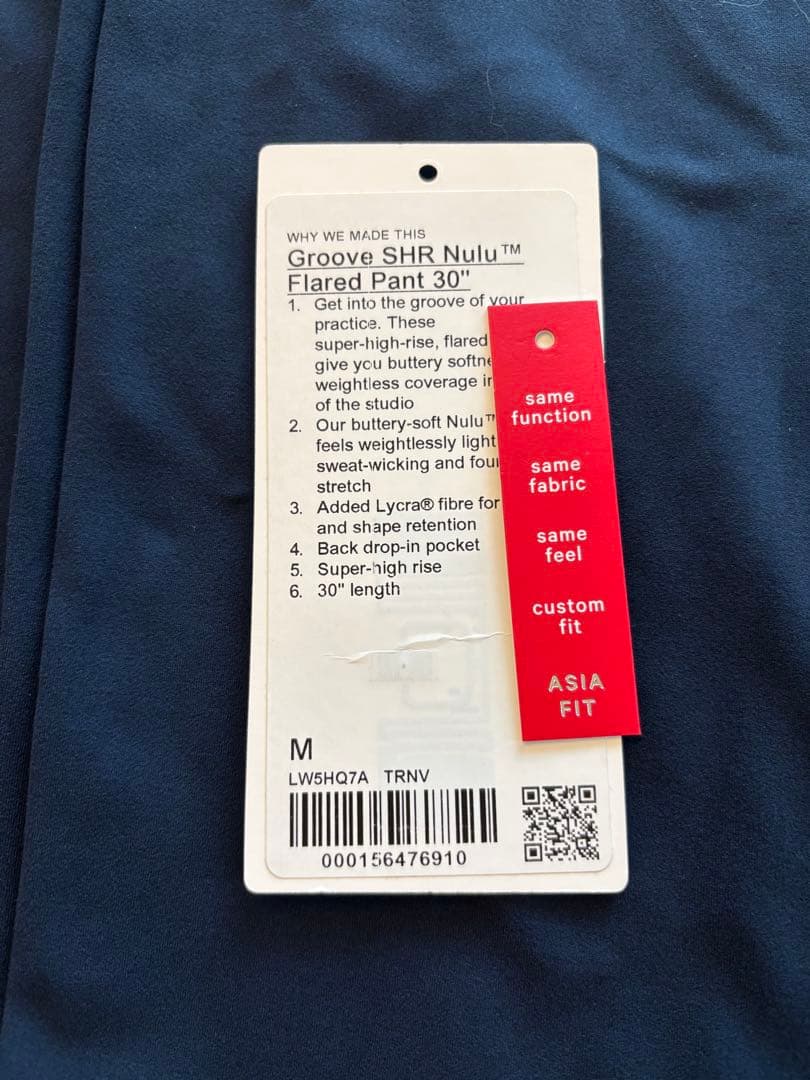 WHY WE MADE THIS
Groove SHR Nulu™
Flared Pant 30"
1. Get into the groove of your
practice. These
super-high-rise, flared
give you buttery
weightless coverage
of the studio
2. Our buttery-soft Nulu™
feels weightlessly light
sweat-wicking and
stretch
3. Added Lycra® fibre for
and shape retention
4. Back drop-in pocket
5. Super-high rise
6. 30" length
M
LW5HQ7A TRNV
000156476910
same
function
same
fabric
same
feel
custom
fit
ASIA
FIT